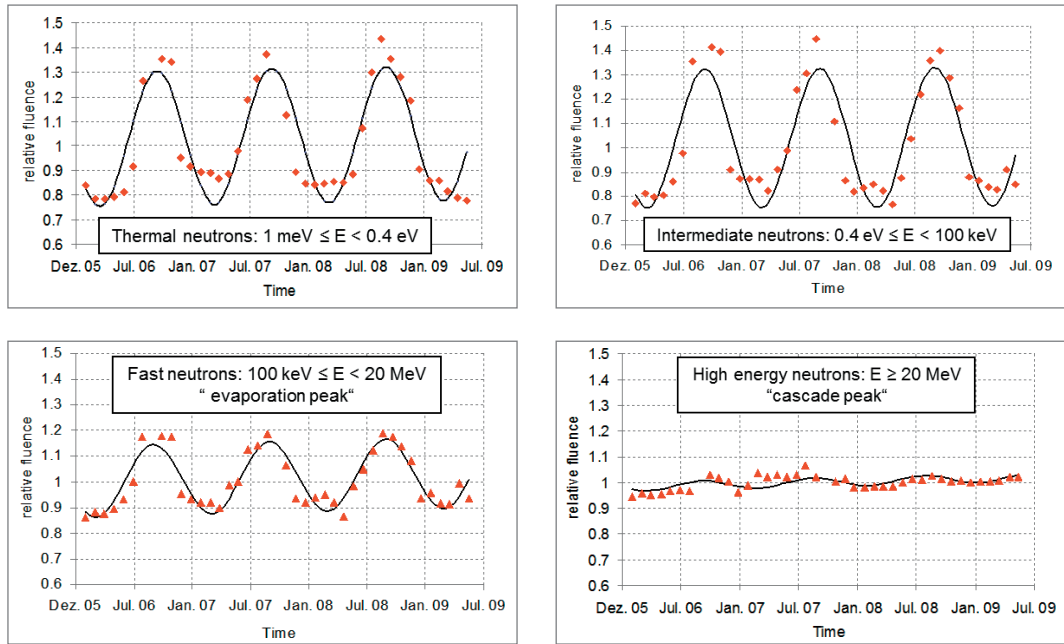 1.5
1.4
1.3
1.2
1.1
1
0.9
0.8
0.7
0.6
relative fluence
Thermal neutrons: 1 meV ≤ E < 0.4 eV
Dez. 05 Jul. 06 Jan. 07 Jul. 07 Jan. 08 Jul. 08 Jan. 09 Jul. 09
Time
1.5
1.4
1.3
1.2
1.1
1
0.9
0.8
0.7
0.6
relative fluence
Intermediate neutrons: 0.4 eV ≤ E < 100 keV
Dez. 05 Jul. 06 Jan. 07 Jul. 07 Jan. 08 Jul. 08 Jan. 09 Jul. 09
Time
1.5
1.4
1.3
1.2
1.1
1
0.9
0.8
0.7
0.6
relative fluence
Fast neutrons: 100 keV ≤ E < 20 MeV
“ evaporation peak“
Dez. 05 Jul. 06 Jan. 07 Jul. 07 Jan. 08 Jul. 08 Jan. 09 Jul. 09
Time
1.5
1.4
1.3
1.2
1.1
1
0.9
0.8
0.7
0.6
relative fluence
High energy neutrons: E ≥ 20 MeV
“cascade peak“
Dez. 05 Jul. 06 Jan. 07 Jul. 07 Jan. 08 Jul. 08 Jan. 09 Jul. 09
Time